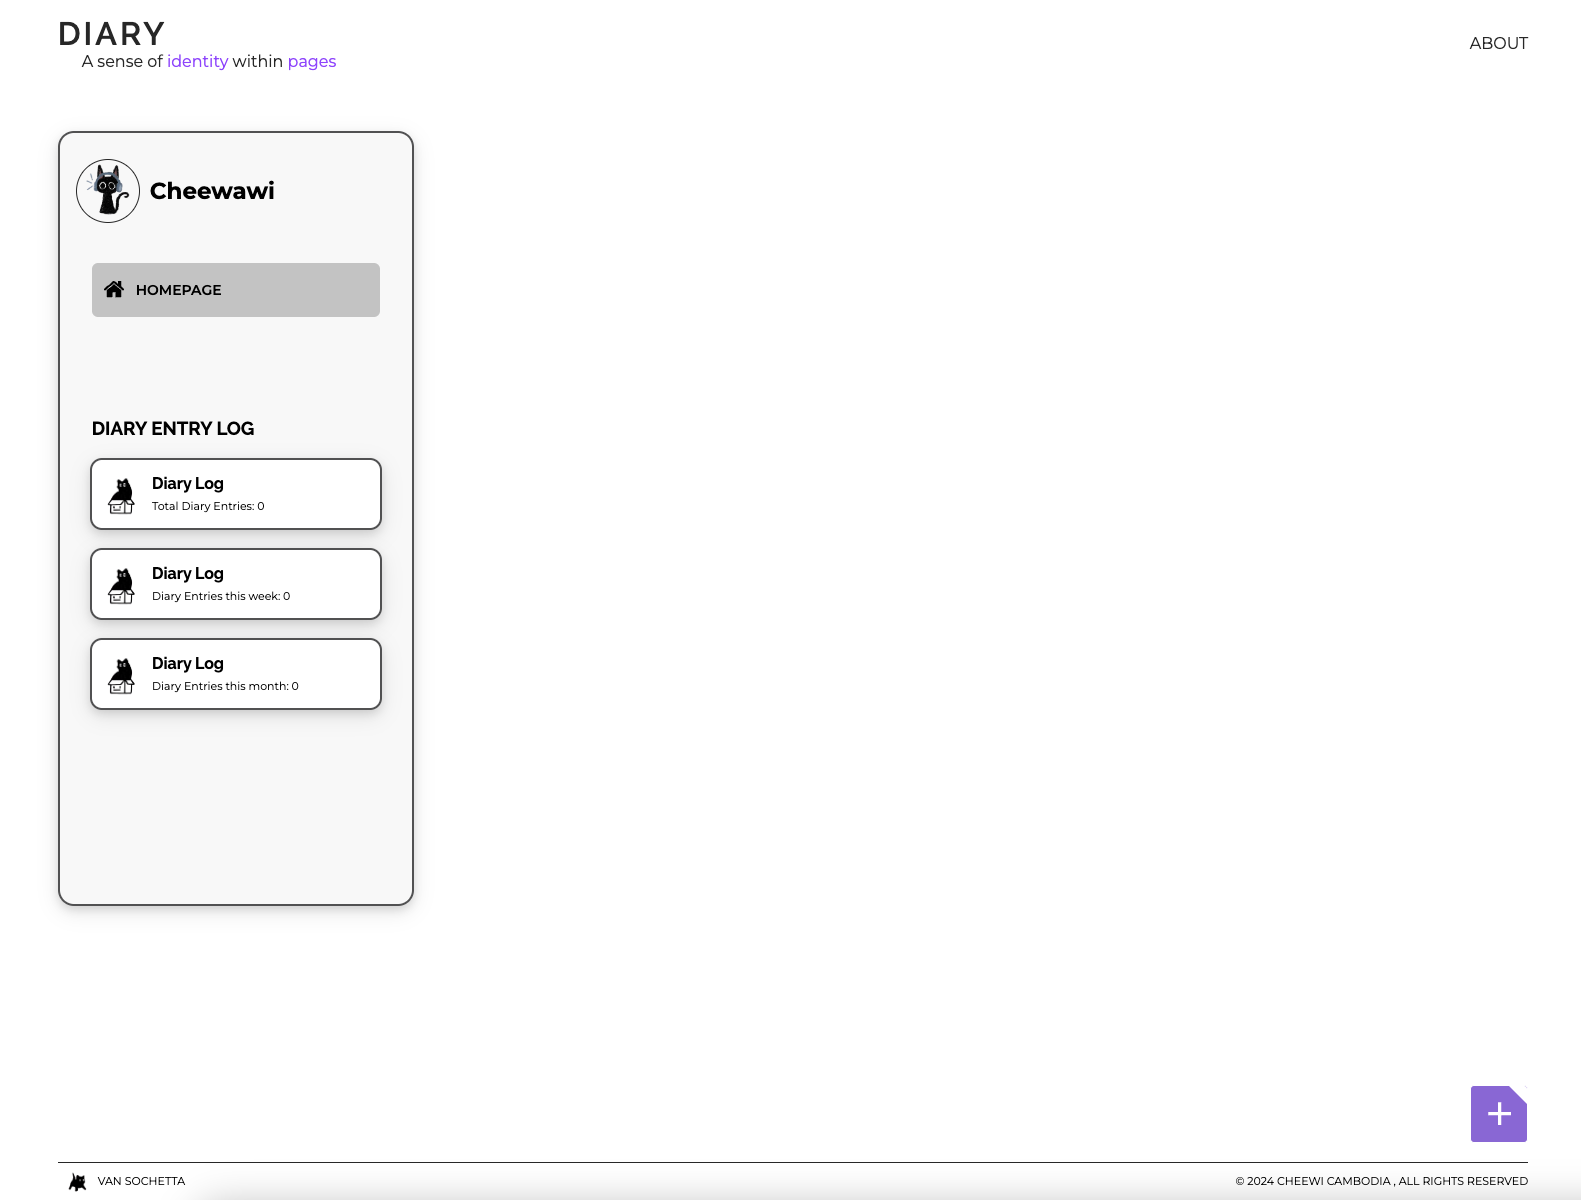 DIARY
A sense of identity within pages
ABOUT
Cheewawi
HOMEPAGE
DIARY ENTRY LOG
Diary Log
Total Diary Entries: 0
Diary Log
Diary Entries this week: 0
Diary Log
Diary Entries this month: 0
VAN SOCHETTA
© 2024 CHEEWI CAMBODIA , ALL RIGHTS RESERVED